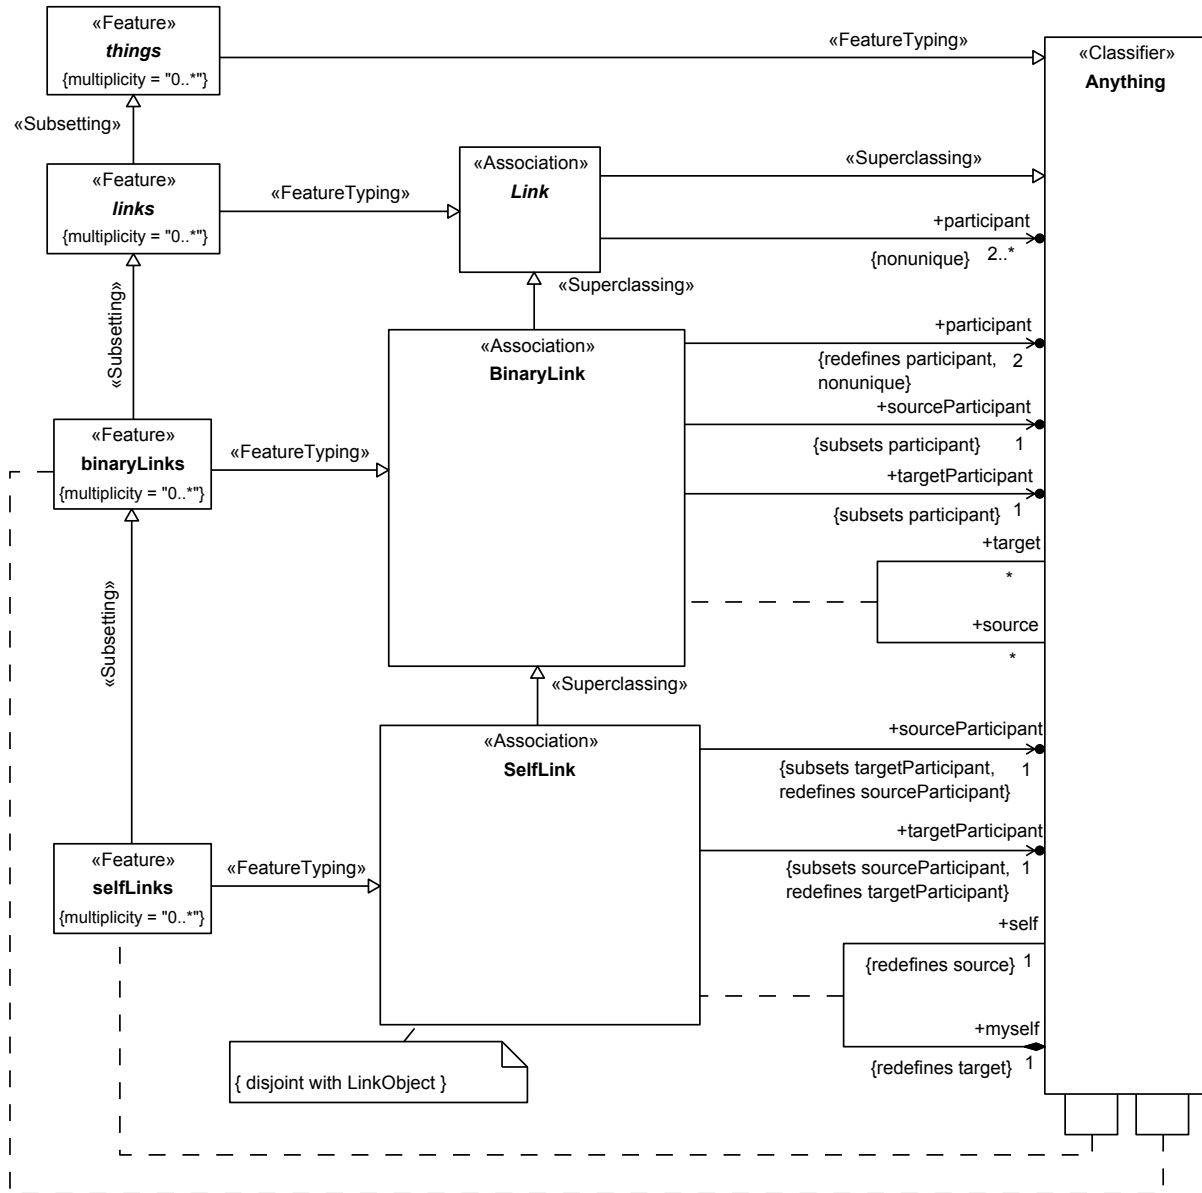 «Feature»
things
{multiplicity = "0..*"}
«FeatureTyping»
«Classifier»
Anything
«Subsetting»
«Feature»
links
{multiplicity = "0..*"}
«FeatureTyping»
«Association»
Link
«Superclassing»
+participant
{nonunique} 2..*
«Subsetting»
«Superclassing»
«Association»
BinaryLink
+participant
{redefines participant, 2
nonunique}
+sourceParticipant
{subsets participant} 1
+targetParticipant
{subsets participant} 1
+target
*
+source
*
«Feature»
binaryLinks
{multiplicity = "0..*"}
«FeatureTyping»
«Subsetting»
«Superclassing»
«Association»
SelfLink
+sourceParticipant
{subsets targetParticipant, 1
redefines sourceParticipant}
+targetParticipant
{subsets sourceParticipant, 1
redefines targetParticipant}
+self
{redefines source} 1
+myself
{redefines target} 1
«Feature»
selfLinks
{multiplicity = "0..*"}
«FeatureTyping»
{ disjoint with LinkObject }